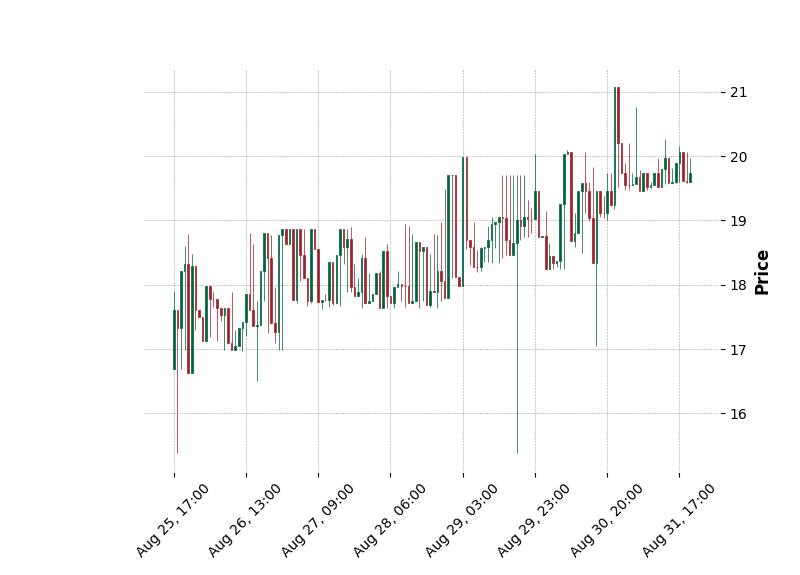 21
20
19
18
17
16
Price
Aug 25, 17:00
Aug 26, 13:00
Aug 27, 09:00
Aug 28, 06:00
Aug 29, 03:00
Aug 29, 23:00
Aug 30, 20:00
Aug 31, 17:00